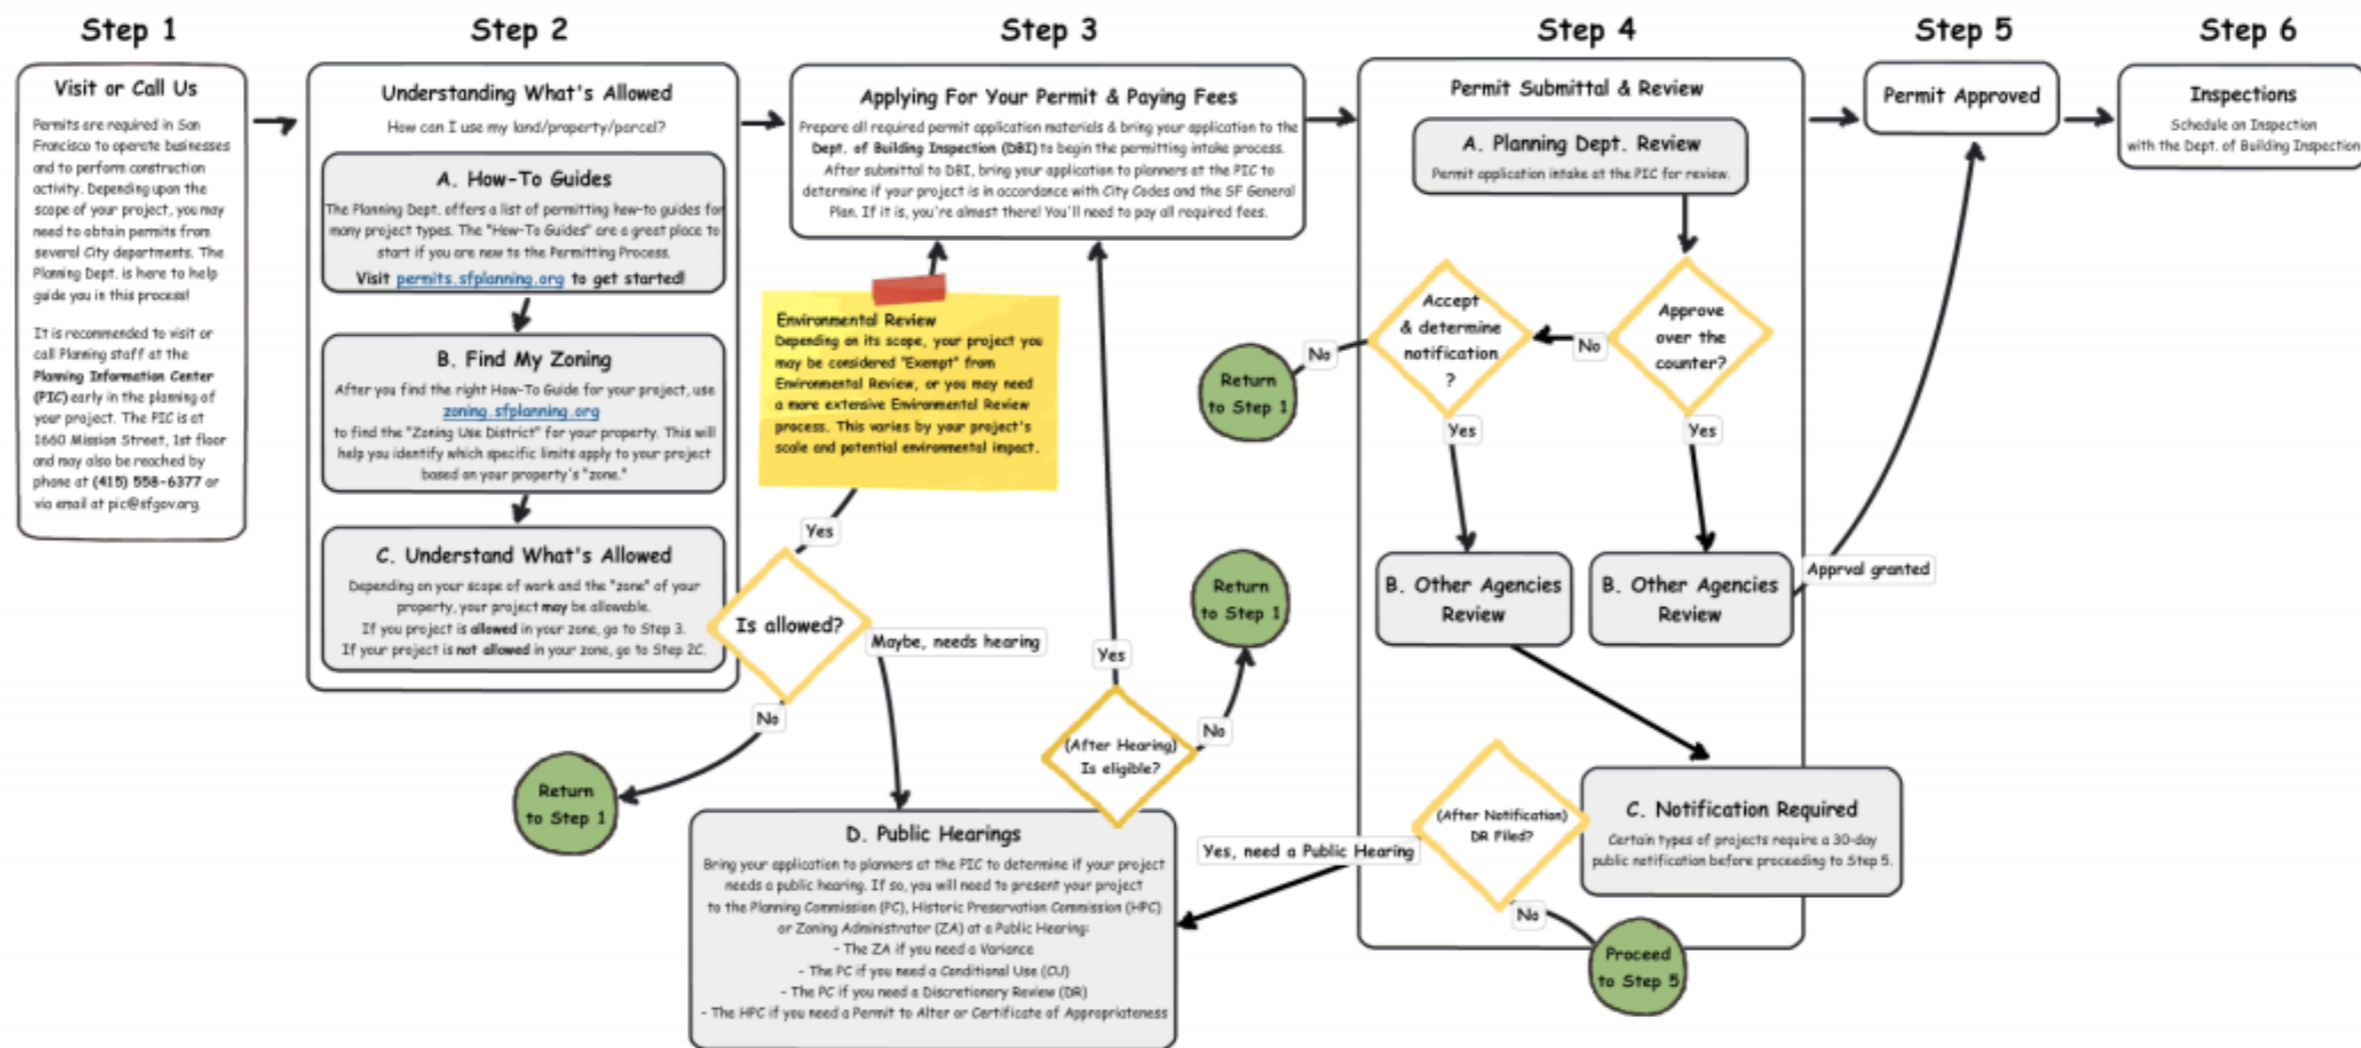 Step 1
Visit or Call Us
Permits are required in San
Francisco to operate businesses
and to perform construction
activity. Depending upon the
scope of your project, you may
need to obtain permits from
several City departments. The
Planning Dept. is here to help
guide you in this process!
It is recommended to visit or
call Planning staff at the
Planning Information Center
(PIC) early in the planning of
your project. The PIC is at
1660 Mission Street, 1st floor
and may also be reached by
phone at (415) 558-6377 or
via email at pic@sfgov.org.
Step 2
Understanding What's Allowed
How can I use my land/property/parcel?
A. How-To Guides
The Planning Dept. offers a list of permitting how-to guides for
many project types. The "How-To Guides" are a great place to
start if you are new to the Permitting Process.
Visit permits.sfplanning.org to get started!
B. Find My Zoning
After you find the right How-To Guide for your project, use
zoning.sfplanning.org
to find the "Zoning Use District" for your property. This will
help you identify which specific limits apply to your project
based on your property's "zone."
C. Understand What's Allowed
Depending on your scope of work and the "zone" of your
property, your project may be allowable.
If you project is allowed in your zone, go to Step 3.
If your project is not allowed in your zone, go to Step 2C.
Is allowed?
Yes
Maybe, needs hearing
No
Return
to Step 1
Step 3
Applying For Your Permit & Paying Fees
Prepare all required permit application materials & bring your application to the
Dept. of Building Inspection (DBI) to begin the permitting intake process.
After submittal to DBI, bring your application to planners at the PIC to
determine if your project is in accordance with City Codes and the SF General
Plan. If it is, you're almost there! You'll need to pay all required fees.
Environmental Review
Depending on its scope, your project you
may be considered "Exempt" from
Environmental Review, or you may need
a more extensive Environmental Review
process. This varies by your project's
scale and potential environmental impact.
D. Public Hearings
Bring your application to planners at the PIC to determine if your project
needs a public hearing. If so, you will need to present your project
to the Planning Commission (PC), Historic Preservation Commission (HPC)
or Zoning Administrator (ZA) at a Public Hearing:
- The ZA if you need a Variance
- The PC if you need a Conditional Use (CU)
- The PC if you need a Discretionary Review (DR)
- The HPC if you need a Permit to Alter or Certificate of Appropriateness
(After Hearing)
Is eligible?
Yes
No
Return
to Step 1
Step 4
Permit Submittal & Review
A. Planning Dept. Review
Permit application intake at the PIC for review.
Approve
over the
counter?
No
Yes
Accept
& determine
notification
?
No
Return
to Step 1
Yes
B. Other Agencies
Review
B. Other Agencies
Review
Apprval granted
C. Notification Required
Certain types of projects require a 30-day
public notification before proceeding to Step 5.
(After Notification)
DR Filed?
Yes, need a Public Hearing
No
Proceed
to Step 5
Step 5
Permit Approved
Step 6
Inspections
Schedule an Inspection
with the Dept. of Building Inspection